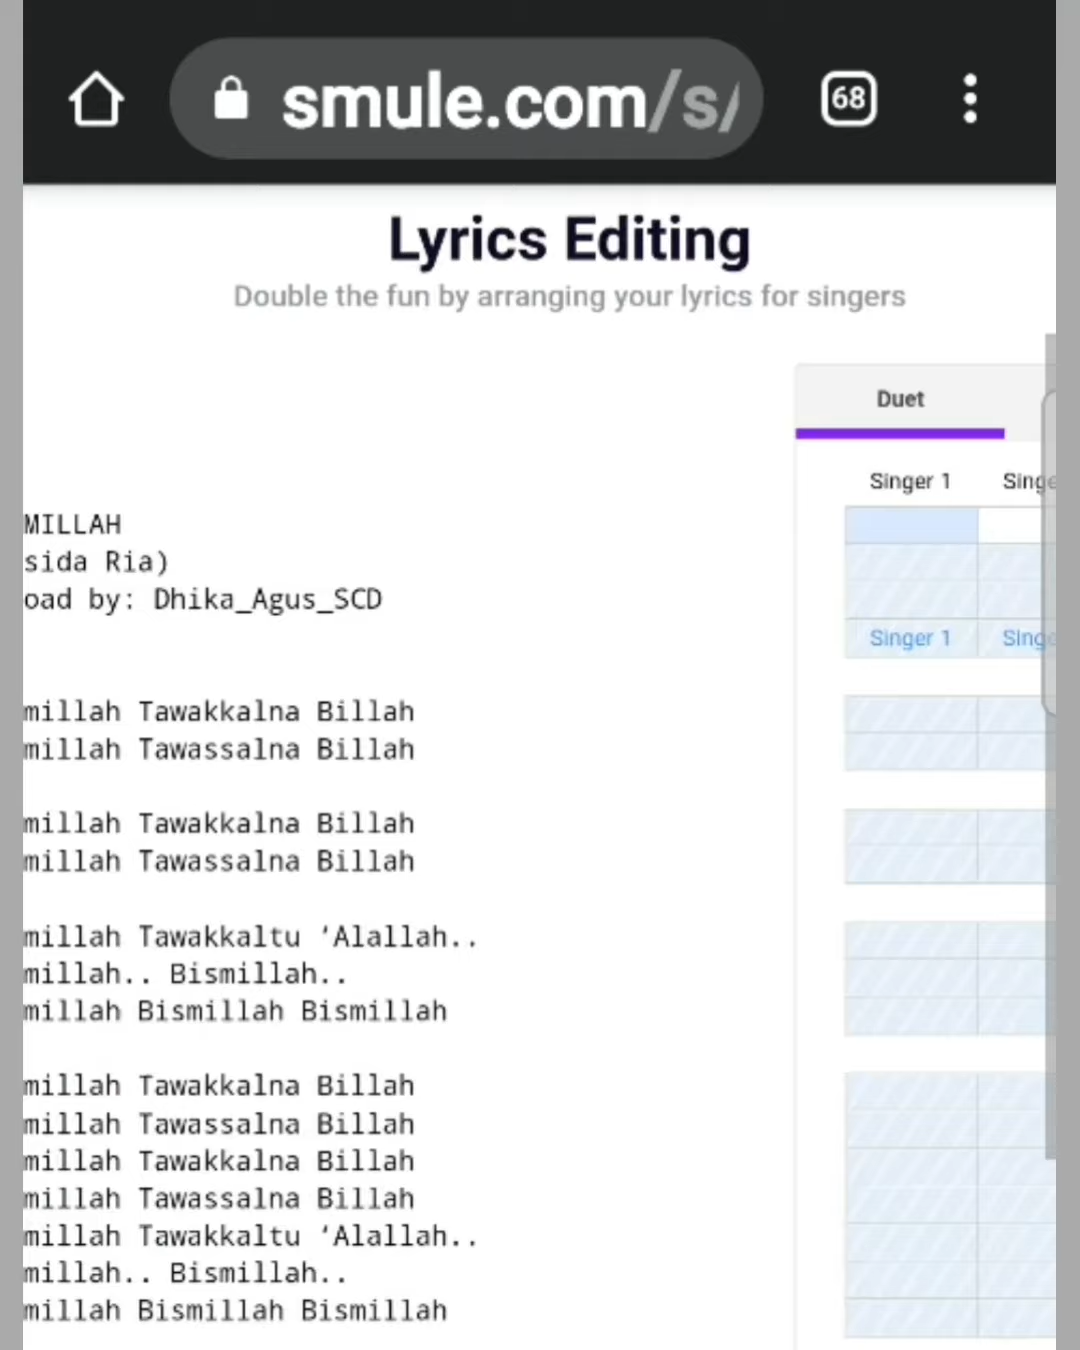 smule.com/s/
68
Lyrics Editing
Double the fun by arranging your lyrics for singers
Duet
Singer 1 Singe
MILLAH
sida Ria)
oad by: Dhika_Agus_SCD
Singer 1 Singe
millah Tawakkalna Billah
millah Tawassalna Billah
millah Tawakkalna Billah
millah Tawassalna Billah
millah Tawakkaltu ‘Alallah..
millah.. Bismillah..
millah Bismillah Bismillah
millah Tawakkalna Billah
millah Tawassalna Billah
millah Tawakkalna Billah
millah Tawassalna Billah
millah Tawakkaltu ‘Alallah..
millah.. Bismillah..
millah Bismillah Bismillah